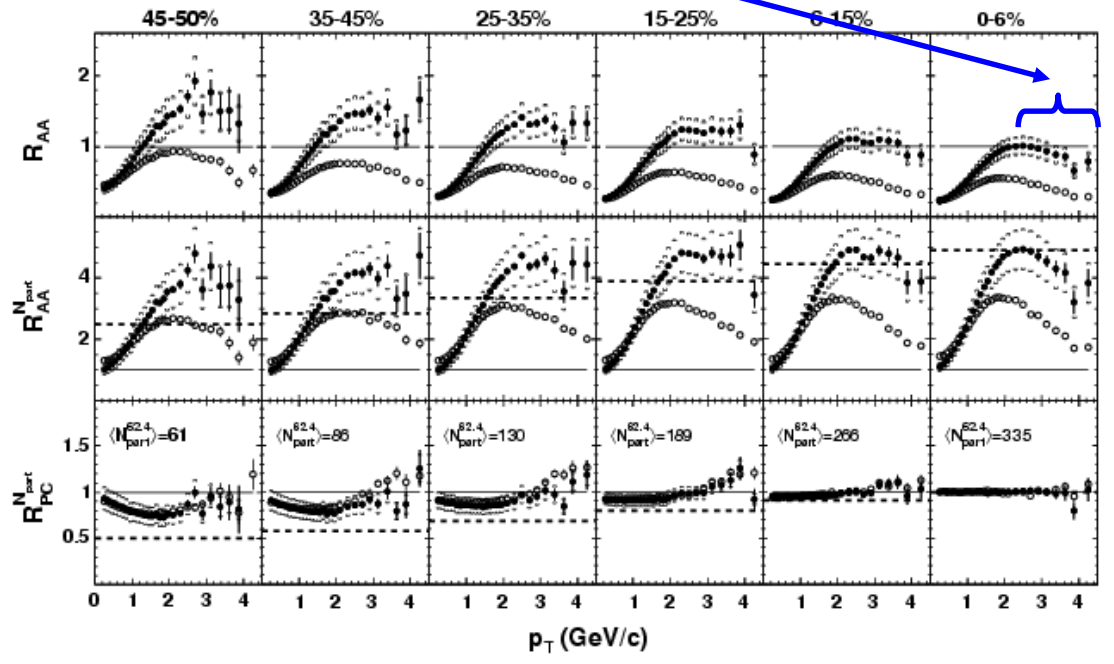 45-50% 35-45% 25-35% 15-25% 6-15% 0-6%
R_AA
2
1
R_AA^N_part
4
2
R_PC^N_part
1.5
1
0.5
⟨N_part^62.4⟩=61 ⟨N_part^62.4⟩=86 ⟨N_part^62.4⟩=130 ⟨N_part^62.4⟩=189 ⟨N_part^62.4⟩=266 ⟨N_part^62.4⟩=335
0 1 2 3 4 1 2 3 4 1 2 3 4 1 2 3 4 1 2 3 4 1 2 3 4
p_T (GeV/c)